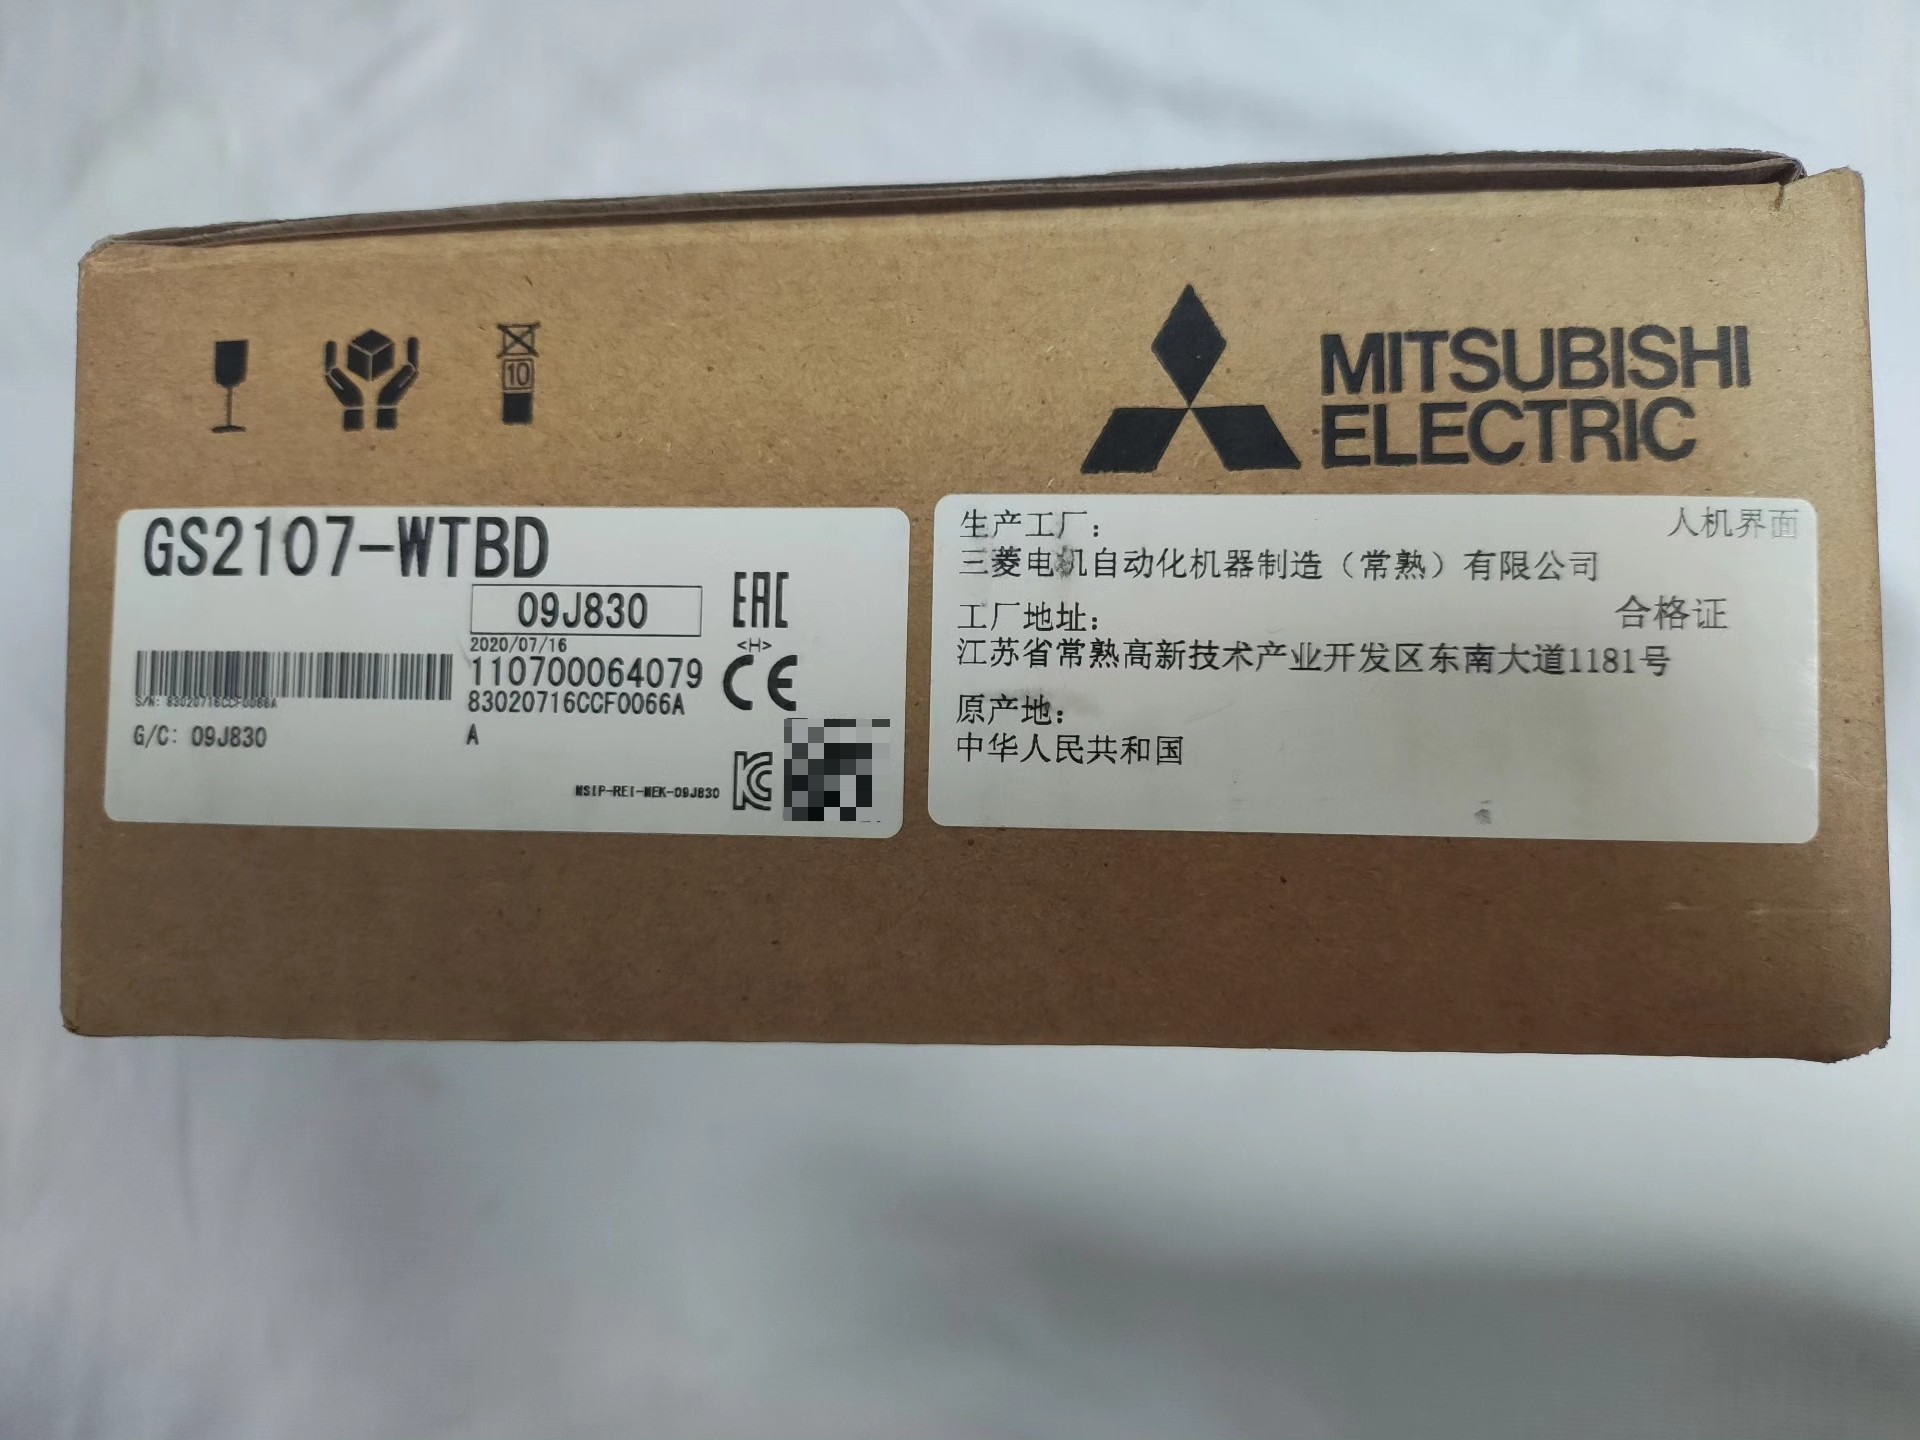 10
MITSUBISHI
ELECTRIC
GS2107-WTBD
09J830
EAC
2020/07/16
<H>
110700064079
CE
S/N: 83020716CCF0066A
83020716CCF0066A
G/C: 09J830
A
MSIP-REI-MEK-09J830
KC
生产工厂:
人机界面
三菱电机自动化机器制造（常熟）有限公司
工厂地址:
合格证
江苏省常熟高新技术产业开发区东南大道1181号
原产地:
中华人民共和国